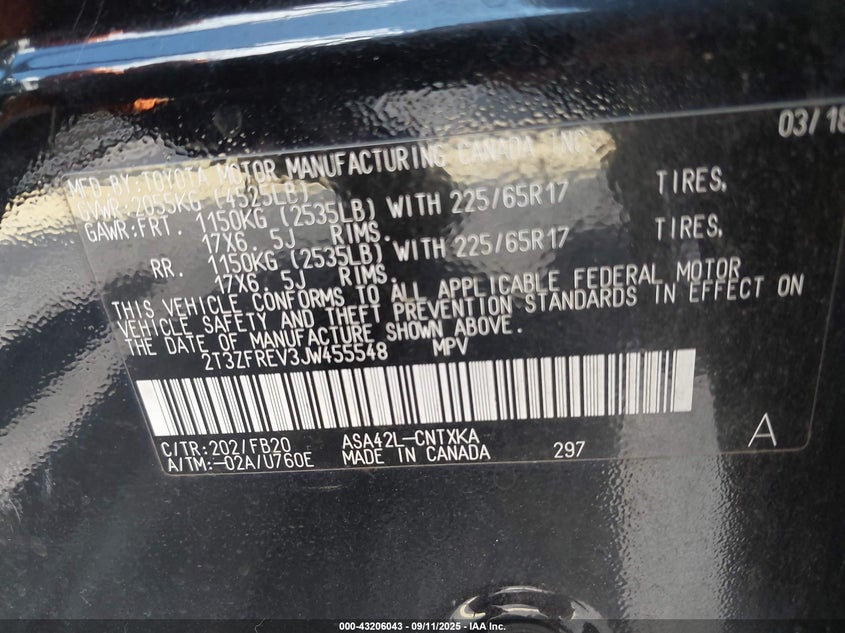 03/18
MFD BY:TOYOTA MOTOR MANUFACTURING CANADA INC
GVWR:2055KG (4525LB)
GAWR:FRT. 1150KG (2535LB) WITH 225/65R17 TIRES,
17X6. 5J RIMS.
RR. 1150KG (2535LB) WITH 225/65R17 TIRES,
17X6. 5J RIMS.
THIS VEHICLE CONFORMS TO ALL APPLICABLE FEDERAL MOTOR
VEHICLE SAFETY AND THEFT PREVENTION STANDARDS IN EFFECT ON
THE DATE OF MANUFACTURE SHOWN ABOVE.
2T3ZFREV3JW455548 MPV
C/TR:202/FB20 ASA42L-CNTXKA
A/TM:-02A/U760E MADE IN CANADA 297 A
000-43206043 - 09/11/2025 - IAA Inc.